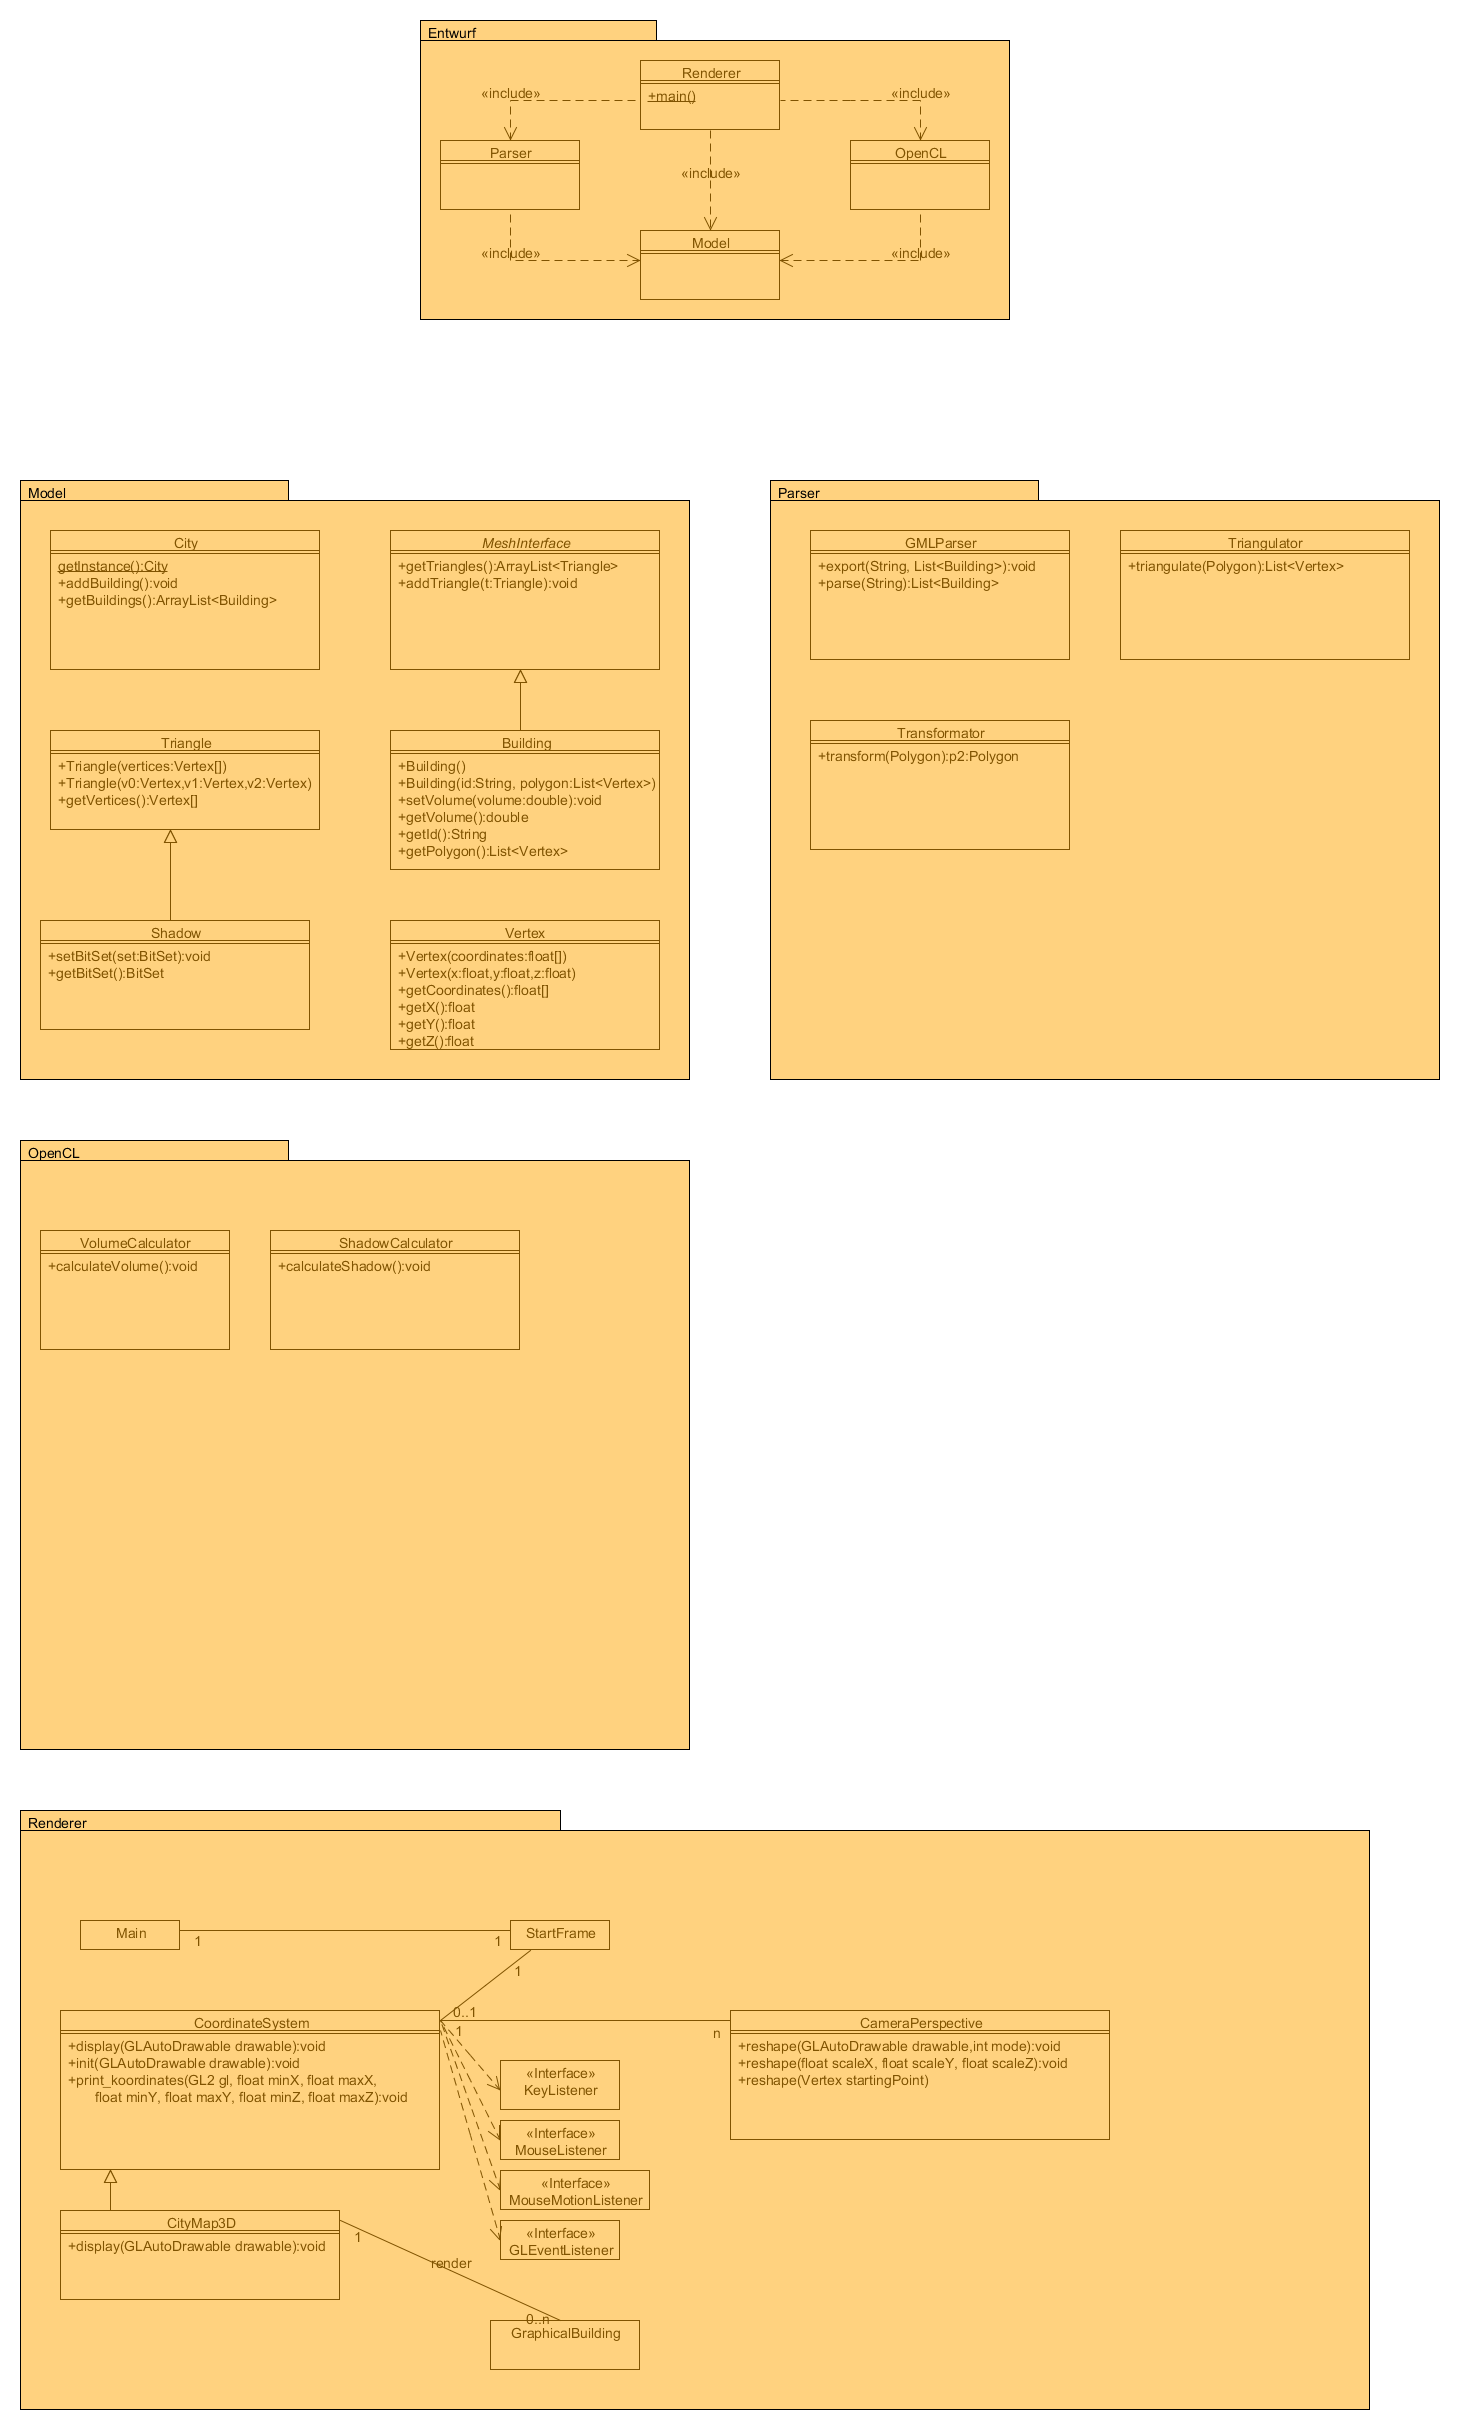 Entwurf
Renderer
+main()
«include»
«include»
Parser
OpenCL
«include»
Model
«include»
«include»
Model
City
getInstance():City
+addBuilding():void
+getBuildings():ArrayList<Building>
MeshInterface
+getTriangles():ArrayList<Triangle>
+addTriangle(t:Triangle):void
Triangle
+Triangle(vertices:Vertex[])
+Triangle(v0:Vertex,v1:Vertex,v2:Vertex)
+getVertices():Vertex[]
Building
+Building()
+Building(id:String, polygon:List<Vertex>)
+setVolume(volume:double):void
+getVolume():double
+getId():String
+getPolygon():List<Vertex>
Shadow
+setBitSet(set:BitSet):void
+getBitSet():BitSet
Vertex
+Vertex(coordinates:float[])
+Vertex(x:float,y:float,z:float)
+getCoordinates():float[]
+getX():float
+getY():float
+getZ():float
Parser
GMLParser
+export(String, List<Building>):void
+parse(String):List<Building>
Triangulator
+triangulate(Polygon):List<Vertex>
Transformator
+transform(Polygon):p2:Polygon
OpenCL
VolumeCalculator
+calculateVolume():void
ShadowCalculator
+calculateShadow():void
Renderer
Main
1
1
StartFrame
1
0..1
1
n
CoordinateSystem
+display(GLAutoDrawable drawable):void
+init(GLAutoDrawable drawable):void
+print_koordinates(GL2 gl, float minX, float maxX,
float minY, float maxY, float minZ, float maxZ):void
CameraPerspective
+reshape(GLAutoDrawable drawable,int mode):void
+reshape(float scaleX, float scaleY, float scaleZ):void
+reshape(Vertex startingPoint)
«Interface»
KeyListener
«Interface»
MouseListener
«Interface»
MouseMotionListener
«Interface»
GLEventListener
CityMap3D
+display(GLAutoDrawable drawable):void
1
render
0..n
GraphicalBuilding